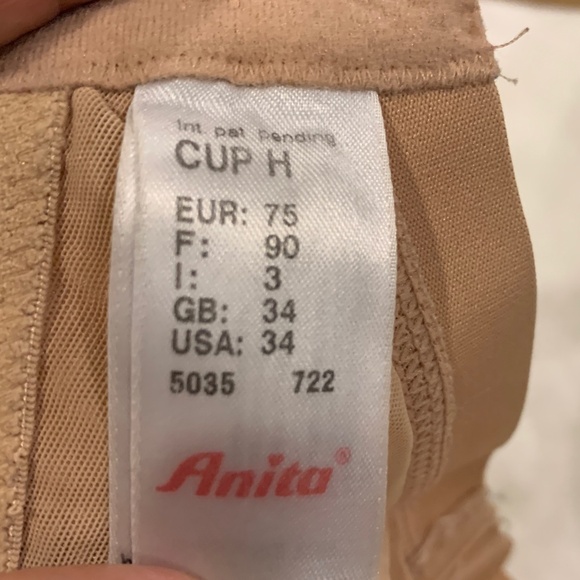 Int pat pending
CUP H
EUR: 75
F: 90
I: 3
GB: 34
USA: 34
5035 722
Anita®